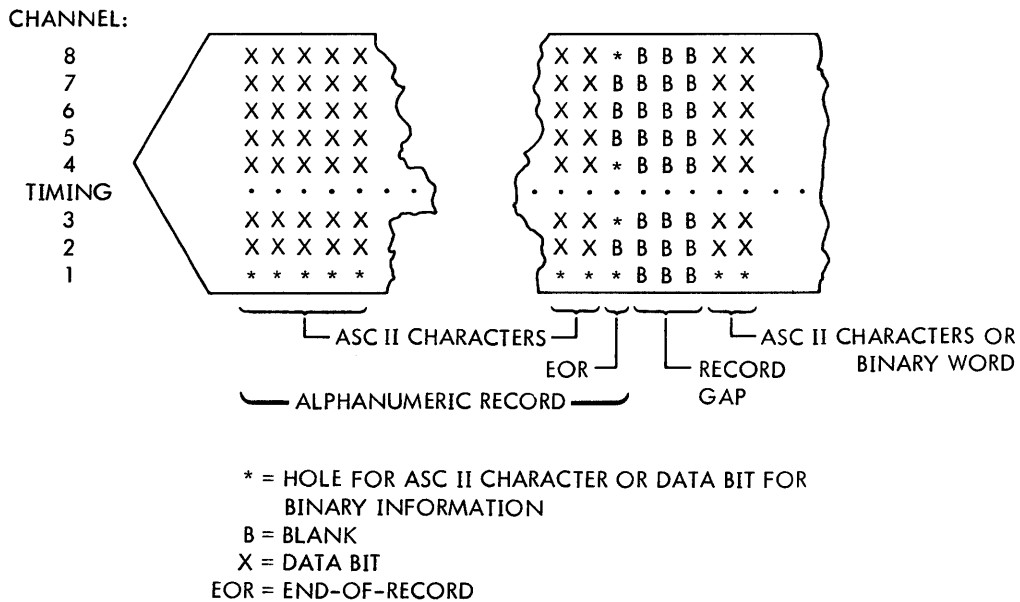 CHANNEL:
8 X X X X X X X * B B B X X
7 X X X X X X X B B B B X X
6 X X X X X X X B B B B X X
5 X X X X X X X B B B B X X
4 X X X X X X X * B B B X X
TIMING . . . . . . . . . . . . . . . . .
3 X X X X X X X * B B B X X
2 X X X X X X X B B B B X X
1 * * * * * * * * B B B * *
ASC II CHARACTERS
EOR
RECORD
GAP
ASC II CHARACTERS OR
BINARY WORD
ALPHANUMERIC RECORD
* = HOLE FOR ASC II CHARACTER OR DATA BIT FOR
BINARY INFORMATION
B = BLANK
X = DATA BIT
EOR = END-OF-RECORD